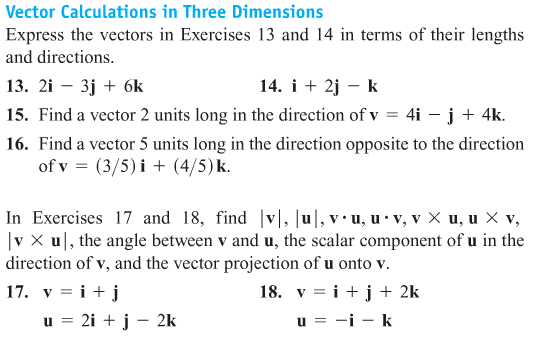 Vector Calculations in Three Dimensions
Express the vectors in Exercises 13 and 14 in terms of their lengths
and directions.
13. 2i − 3j + 6k 14. i + 2j − k
15. Find a vector 2 units long in the direction of v = 4i − j + 4k.
16. Find a vector 5 units long in the direction opposite to the direction
of v = (3/5) i + (4/5) k.
In Exercises 17 and 18, find |v|, |u|, v · u, u · v, v × u, u × v,
|v × u|, the angle between v and u, the scalar component of u in the
direction of v, and the vector projection of u onto v.
17. v = i + j 18. v = i + j + 2k
u = 2i + j − 2k u = −i − k